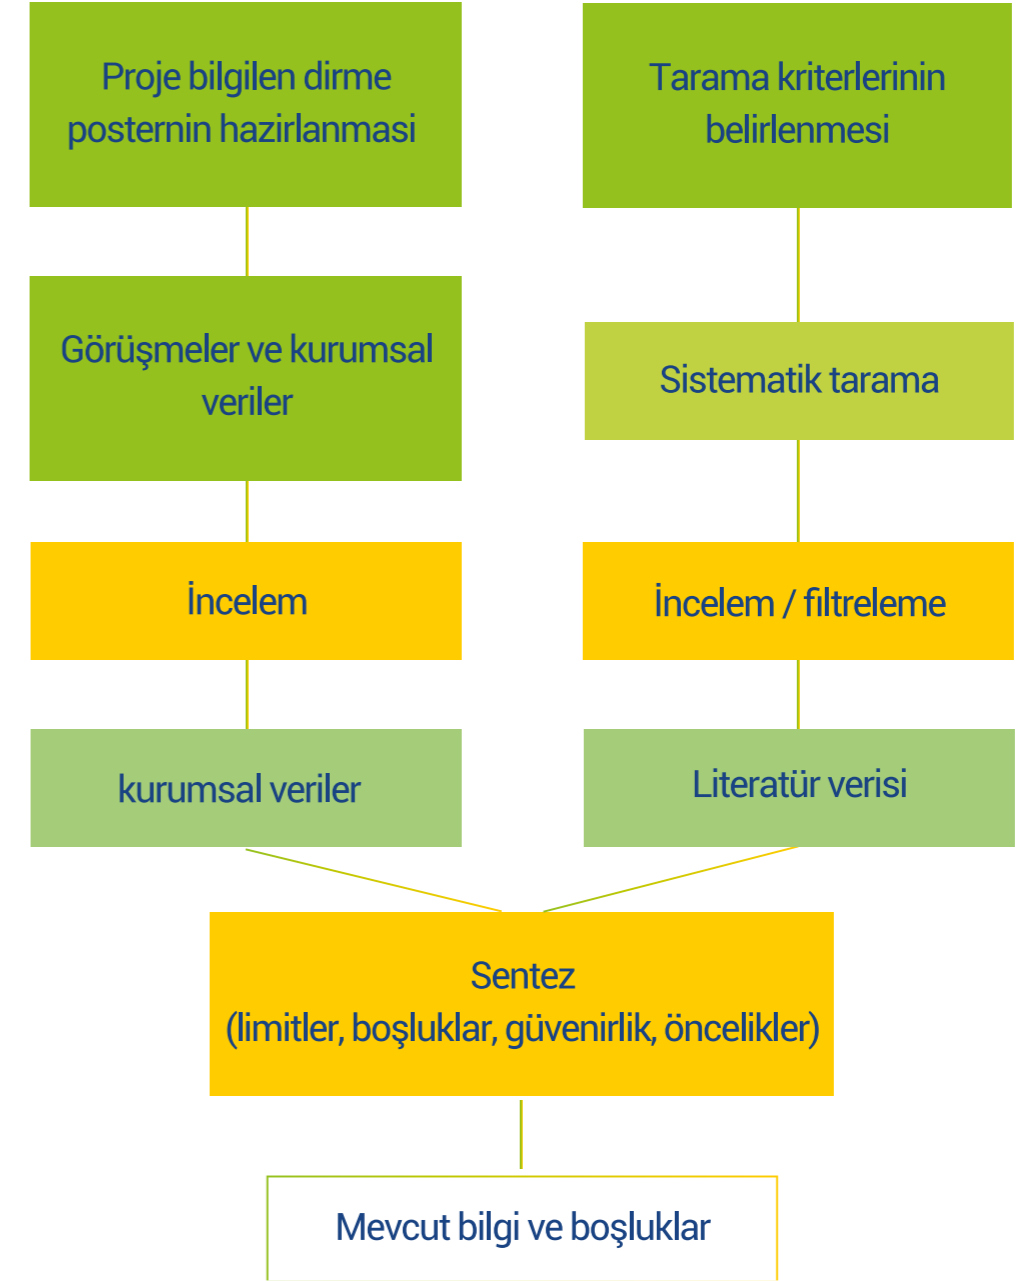 Proje bilgilen dirme
posternin hazirlanmasi
Görüşmeler ve kurumsal
veriler
İncelem
kurumsal veriler
Tarama kriterlerinin
belirlenmesi
Sistematik tarama
İncelem / filtreleme
Literatür verisi
Sentez
(limitler, boşluklar, güvenirlik, öncelikler)
Mevcut bilgi ve boşluklar